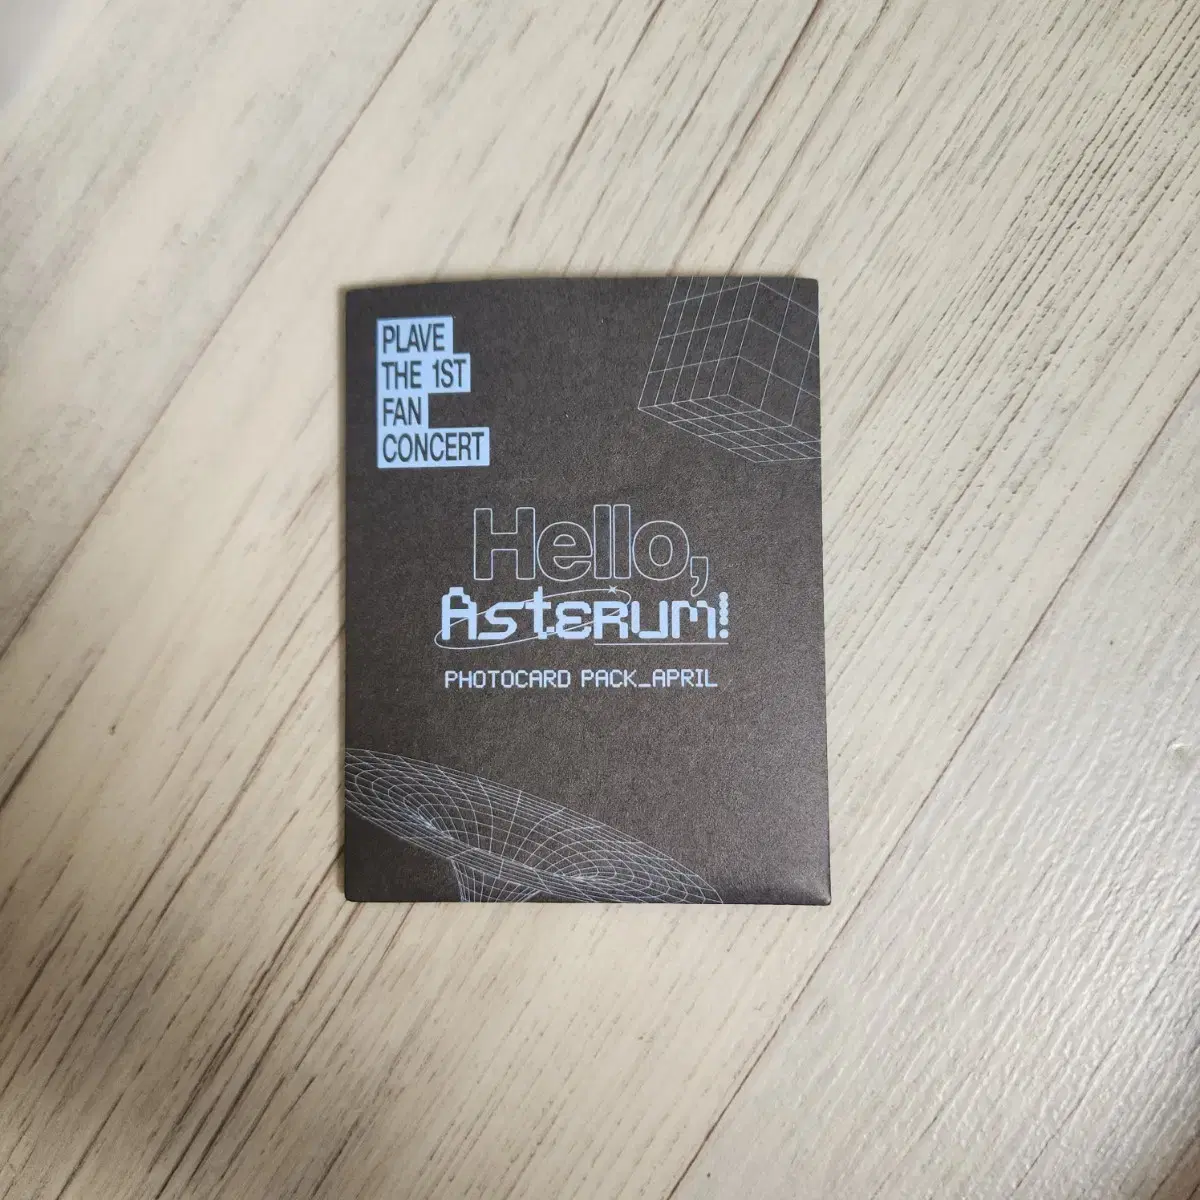 PLAVE
THE 1ST
FAN
CONCERT
Hello,
Asterum!
PHOTOCARD PACK_APRIL